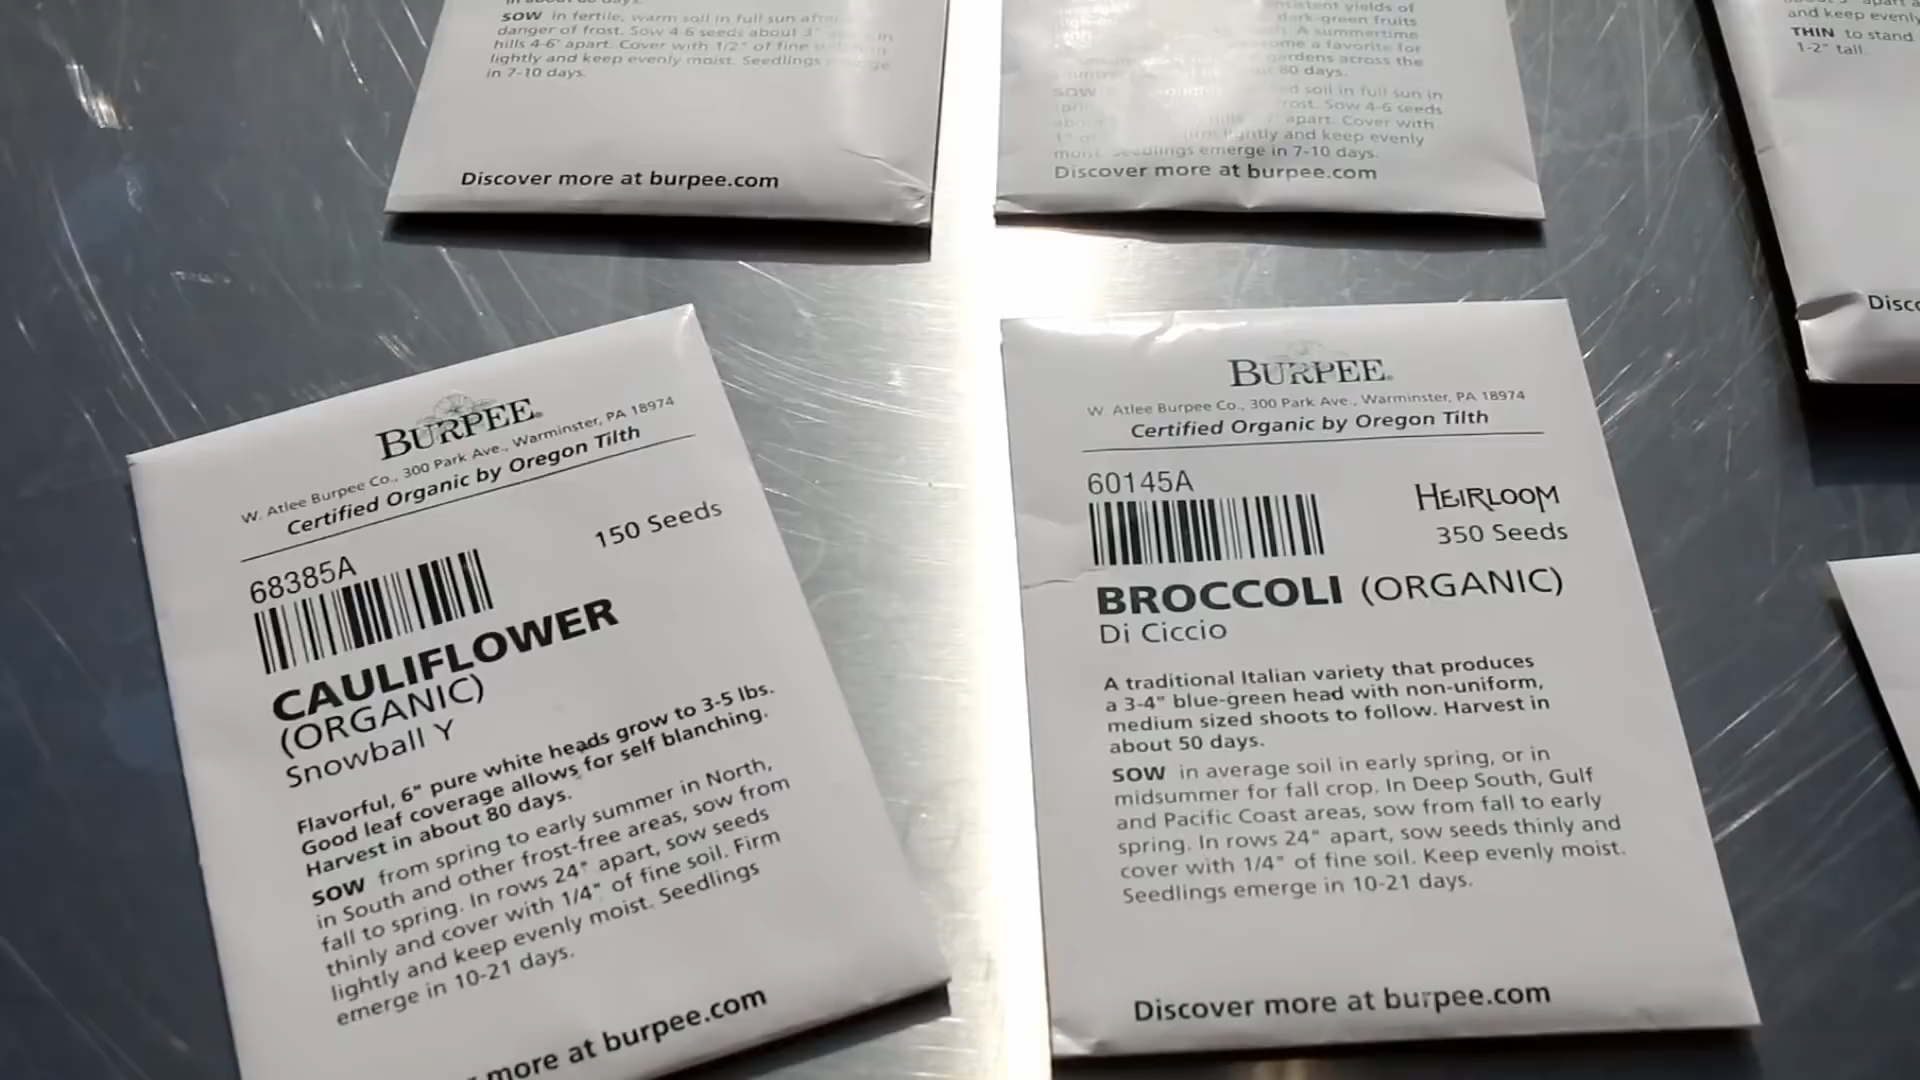 SOW in fertile, warm soil in full sun after
danger of frost. Sow 4-6 seeds about 3"
hills 4-6' apart. Cover with 1/2" of fine
lightly and keep evenly moist. Seedlings
in 7-10 days.
Discover more at burpee.com
yields of
dark-green fruits
A summertime
a favorite for
gardens across the
80 days.
SOW soil in full sun in
Sow 4-6 seeds
apart. Cover with
lightly and keep evenly
emerge in 7-10 days.
Discover more at burpee.com
and keep evenly
THIN to stand
1-2" tall.
BURPEE®
W. Atlee Burpee Co., 300 Park Ave., Warminster, PA 18974
Certified Organic by Oregon Tilth
150 Seeds
68385A
CAULIFLOWER
(ORGANIC)
Snowball Y
Flavorful, 6" pure white heads grow to 3-5 lbs.
Good leaf coverage allows for self blanching.
Harvest in about 80 days.
SOW from spring to early summer in North,
in South and other frost-free areas, sow from
fall to spring. In rows 24" apart, sow seeds
thinly and cover with 1/4" of fine soil. Firm
lightly and keep evenly moist. Seedlings
emerge in 10-21 days.
more at burpee.com
BURPEE®
W. Atlee Burpee Co., 300 Park Ave., Warminster, PA 18974
Certified Organic by Oregon Tilth
60145A
HEIRLOOM
350 Seeds
BROCCOLI (ORGANIC)
Di Ciccio
A traditional Italian variety that produces
a 3-4" blue-green head with non-uniform,
medium sized shoots to follow. Harvest in
about 50 days.
SOW in average soil in early spring, or in
midsummer for fall crop. In Deep South, Gulf
and Pacific Coast areas, sow from fall to early
spring. In rows 24" apart, sow seeds thinly and
cover with 1/4" of fine soil. Keep evenly moist.
Seedlings emerge in 10-21 days.
Discover more at burpee.com